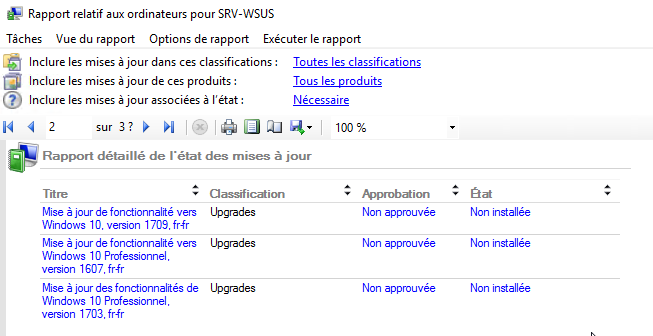 Rapport relatif aux ordinateurs pour SRV-WSUS
Tâches Vue du rapport Options de rapport Exécuter le rapport
Inclure les mises à jour dans ces classifications : Toutes les classifications
Inclure les mises à jour de ces produits : Tous les produits
Inclure les mises à jour associées à l'état : Nécessaire
2 sur 3 ? 100 %
Rapport détaillé de l'état des mises à jour
Titre Classification Approbation État
Mise à jour de fonctionnalité vers Upgrades Non approuvée Non installée
Windows 10, version 1709, fr-fr
Mise à jour de fonctionnalité vers Upgrades Non approuvée Non installée
Windows 10 Professionnel,
version 1607, fr-fr
Mise à jour des fonctionnalités de Upgrades Non approuvée Non installée
Windows 10 Professionnel,
version 1703, fr-fr